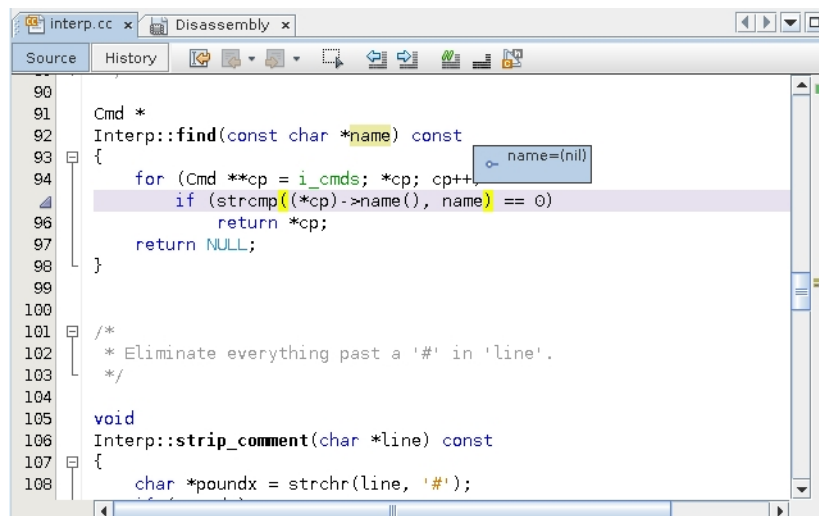 interp.cc x Disassembly x
Source History
90
91 Cmd *
92 Interp::find(const char *name) const
name=(nil)
93 {
94 for (Cmd **cp = i_cmds; *cp; cp++
if (strcmp((*cp)->name(), name) == 0)
96 return *cp;
97 return NULL;
98 }
99
100
101 /*
102 * Eliminate everything past a '#' in 'line'.
103 */
104
105 void
106 Interp::strip_comment(char *line) const
107 {
108 char *poundx = strchr(line, '#');